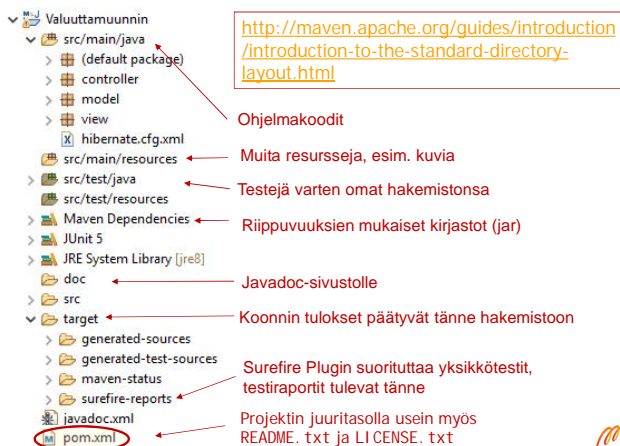 Valuuttamuunnin
src/main/java
(default package)
controller
model
view
hibernate.cfg.xml
src/main/resources
src/test/java
src/test/resources
Maven Dependencies
JUnit 5
JRE System Library [jre8]
doc
src
target
generated-sources
generated-test-sources
maven-status
surefire-reports
javadoc.xml
pom.xml
http://maven.apache.org/guides/introduction
/introduction-to-the-standard-directory-
layout.html
Ohjelmakoodit
Muita resursseja, esim. kuvia
Testejä varten omat hakemistonsa
Riippuvuuksien mukaiset kirjastot (jar)
Javadoc-sivustolle
Koonnin tulokset päätyvät tänne hakemistoon
Surefire Plugin suorituttaa yksikkötestit,
testiraportit tulevat tänne
Projektin juuritasolla usein myös
README.txt ja LICENSE.txt